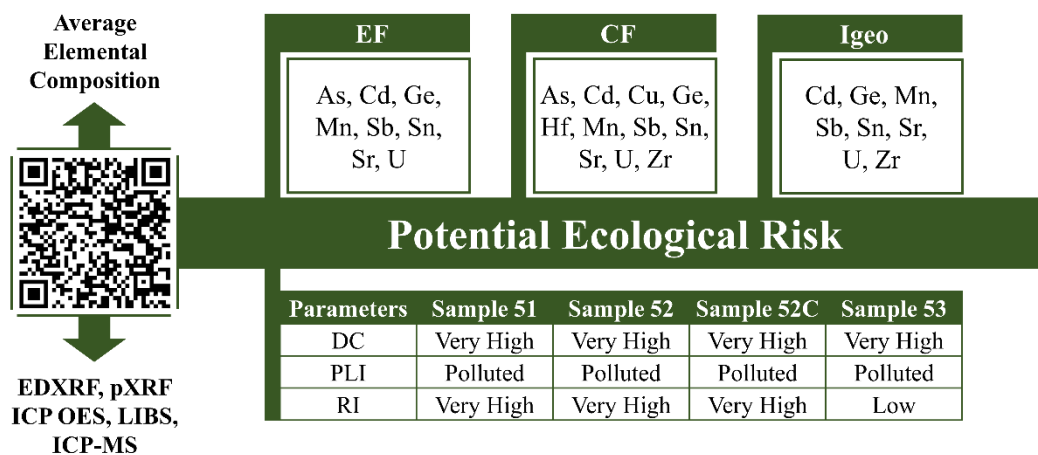 Average
Elemental
Composition
EDXRF, pXRF
ICP OES, LIBS,
ICP-MS
EF
As, Cd, Ge,
Mn, Sb, Sn,
Sr, U
CF
As, Cd, Cu, Ge,
Hf, Mn, Sb, Sn,
Sr, U, Zr
Igeo
Cd, Ge, Mn,
Sb, Sn, Sr,
U, Zr
Potential Ecological Risk
Parameters Sample 51 Sample 52 Sample 52C Sample 53
DC Very High Very High Very High Very High
PLI Polluted Polluted Polluted Polluted
RI Very High Very High Very High Low